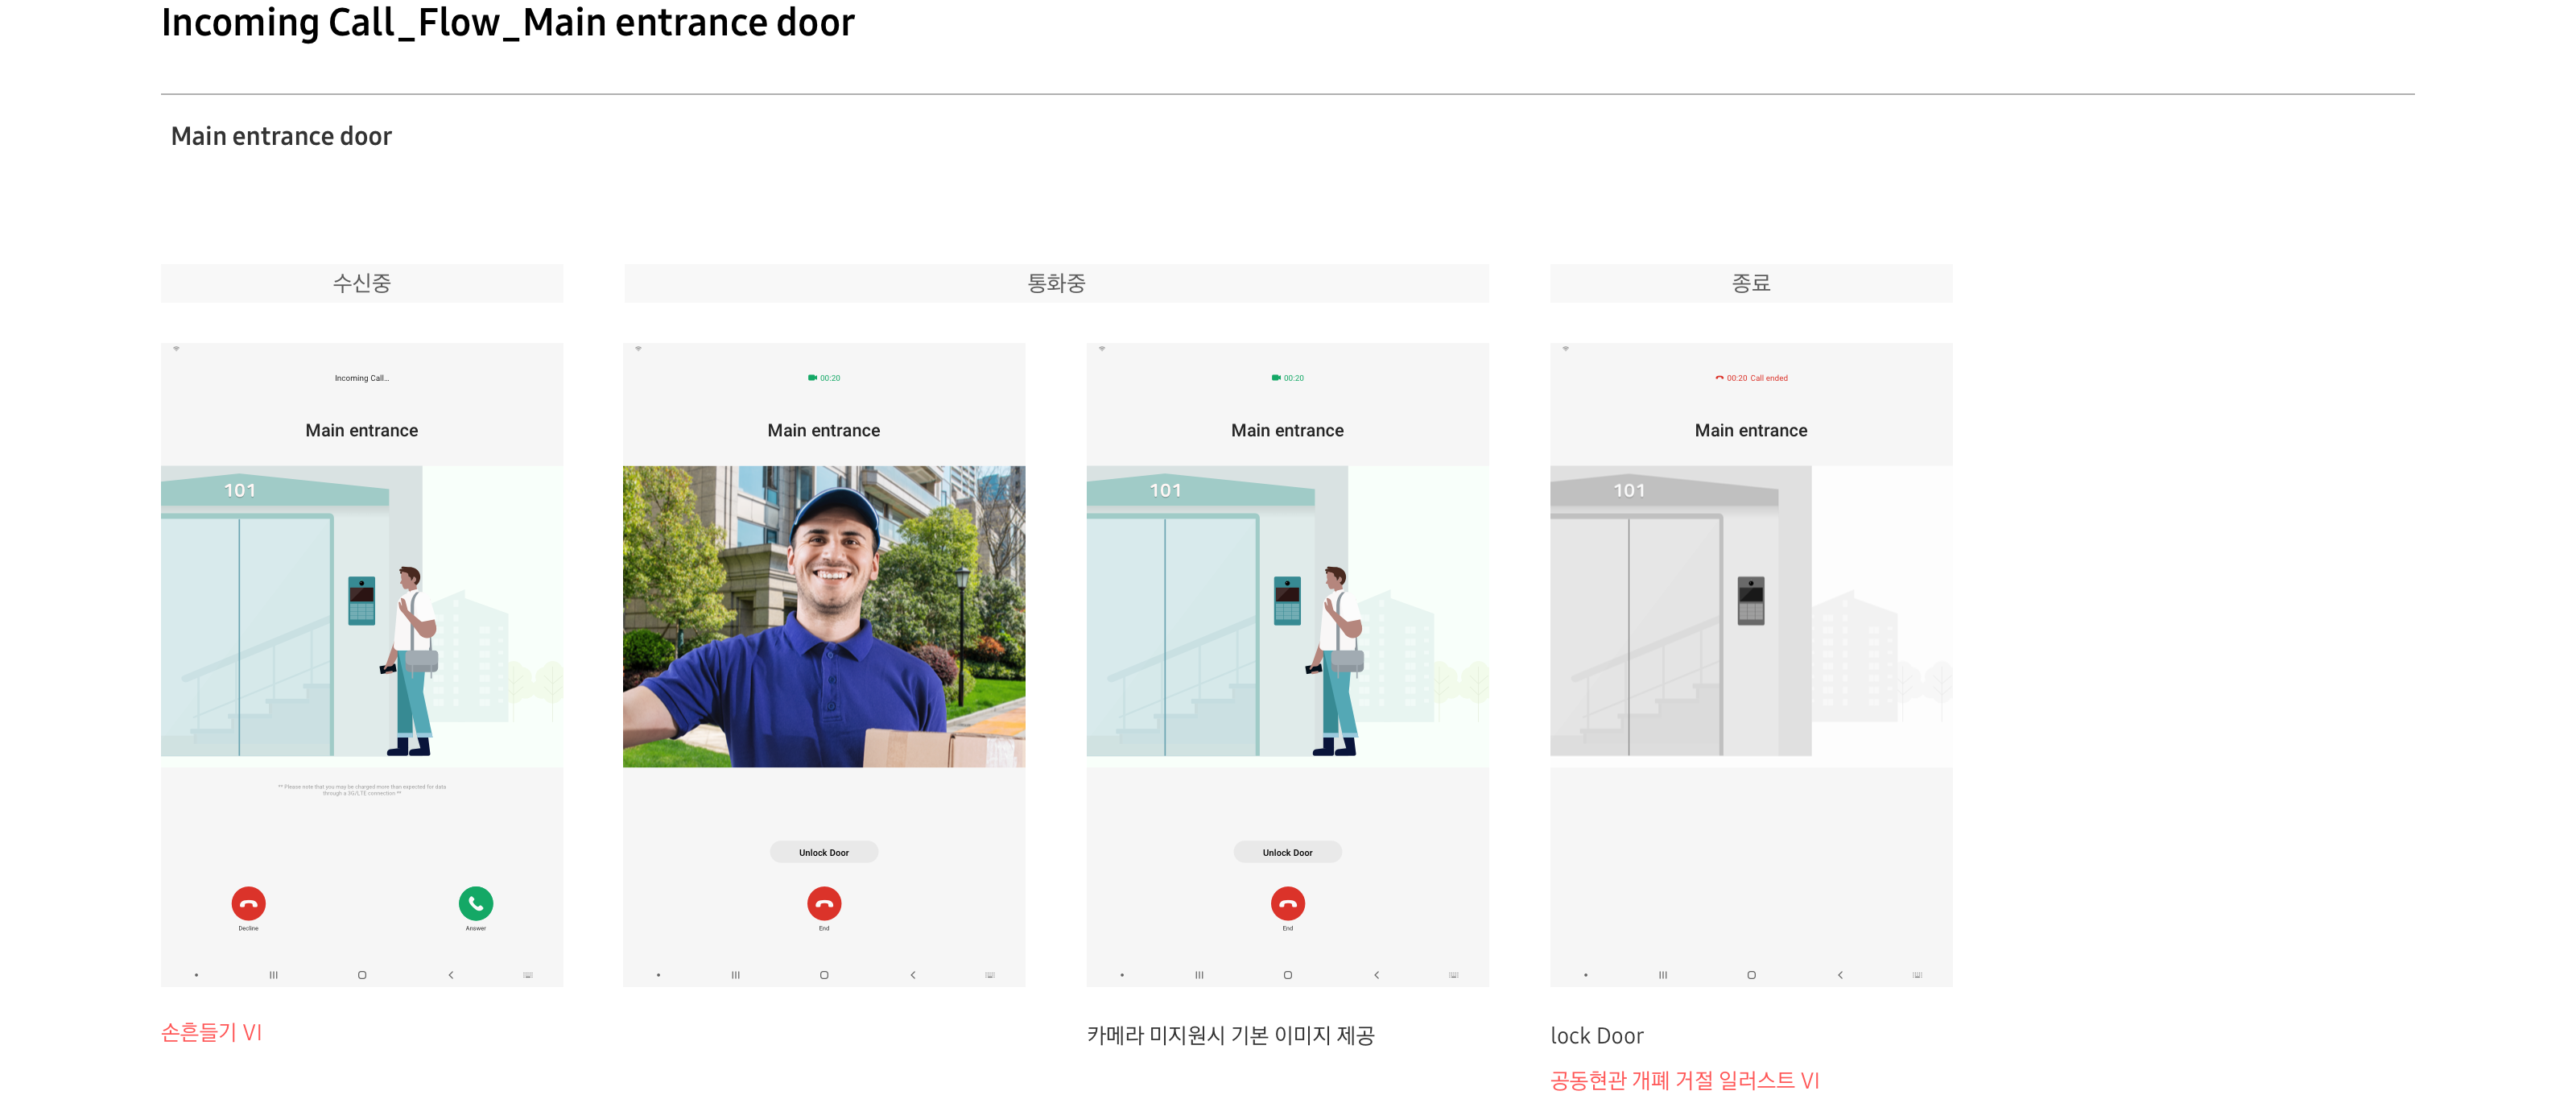 Incoming Call_Flow_Main entrance door
Main entrance door
수신중
통화중
종료
Incoming Call...
Main entrance
101
** Please note that you may be charged more than expected for data
through a 3G/LTE connection **
Decline
Answer
00:20
Main entrance
Unlock Door
End
00:20
Main entrance
101
Unlock Door
End
00:20 Call ended
Main entrance
101
손흔들기 VI
카메라 미지원시 기본 이미지 제공
lock Door
공동현관 개폐 거절 일러스트 VI